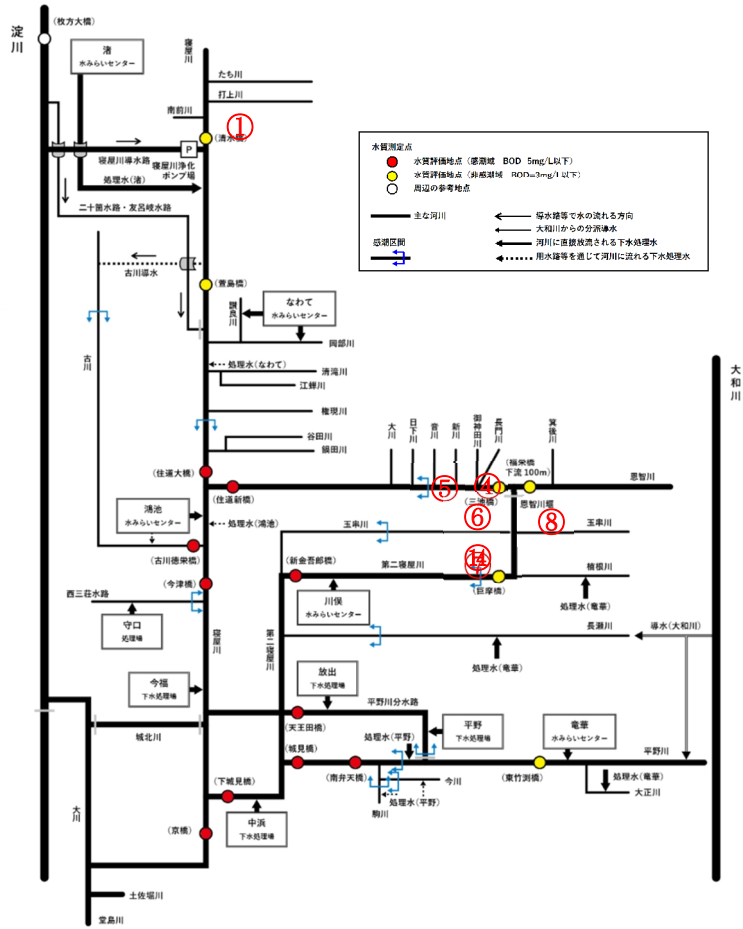 淀川
(枚方大橋)
渚
水みらいセンター
寝屋川
たち川
打上川
南前川
①
(清水橋)
P
寝屋川導水路
寝屋川浄化
ポンプ場
処理水(渚)
二十箇水路・友呂岐水路
古川導水
(萱島橋)
讃良川
なわて
水みらいセンター
岡部川
処理水(なわて)
清滝川
江蝉川
古川
権現川
谷田川
鍋田川
水質測定点
水質評価地点(感潮域 BOD 5mg/L以下)
水質評価地点(非感潮域 BOD=3mg/L以下)
周辺の参考地点
主な河川
感潮区間
導水路等で水の流れる方向
大和川からの分派導水
河川に直接放流される下水処理水
用水路等を通じて河川に流れる下水処理水
大和川
大川
日下川
音川
新川
御神田川
長門川
箕後川
(福栄橋
下流100m)
恩智川
(住道大橋)
(住道新橋)
⑤
④
(三池橋)
恩智川堰
⑥
⑧
鴻池
水みらいセンター
処理水(鴻池)
玉串川
玉串川
(古川徳栄橋)
(新金吾郎橋)
第二寝屋川
(巨摩橋)
植根川
処理水(竜華)
(今津橋)
西三荘水路
守口
処理場
川俣
水みらいセンター
寝屋川
第二寝屋川
長瀬川
導水(大和川)
処理水(竜華)
今福
下水処理場
放出
下水処理場
平野川分水路
(天王田橋)
城北川
処理水(平野)
平野
下水処理場
竜華
水みらいセンター
平野川
(城見橋)
(下城見橋)
(南弁天橋)
今川
(東竹渕橋)
処理水(竜華)
大正川
処理水(平野)
駒川
大川
(京橋)
中浜
下水処理場
土佐堀川
堂島川